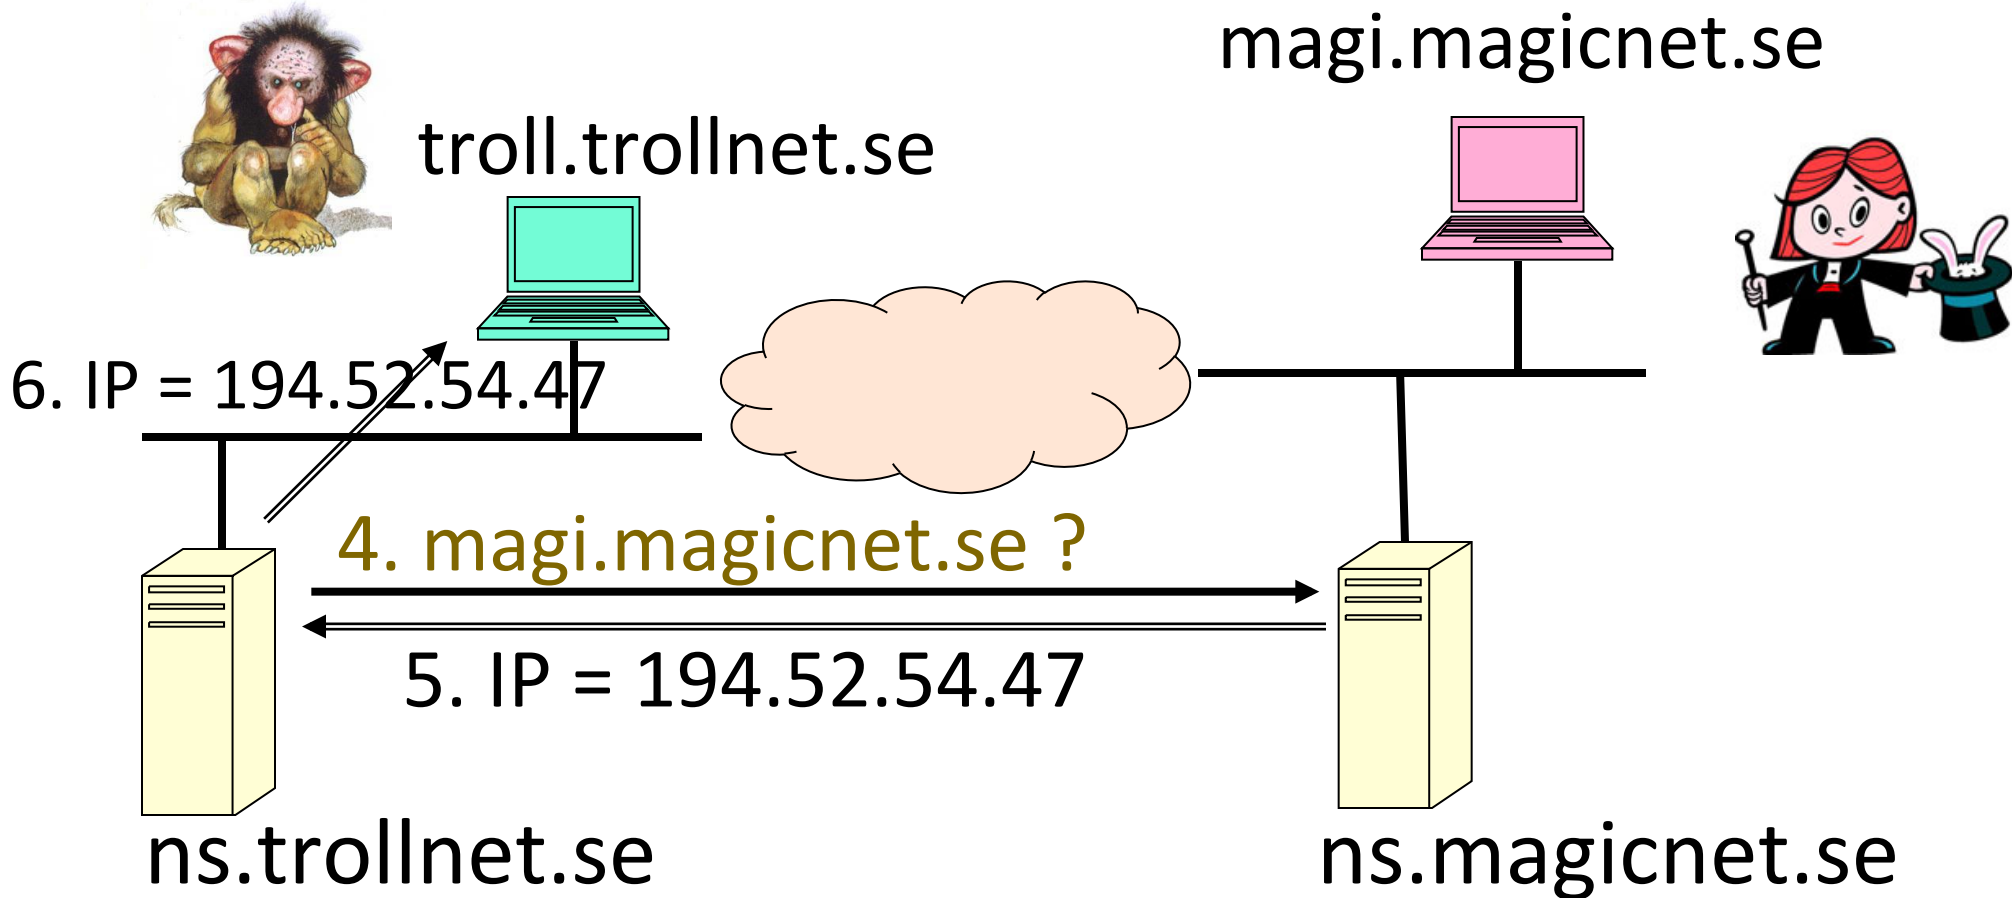 magi.magicnet.se
troll.trollnet.se
6. IP = 194.52.54.47
4. magi.magicnet.se ?
5. IP = 194.52.54.47
ns.trollnet.se
ns.magicnet.se